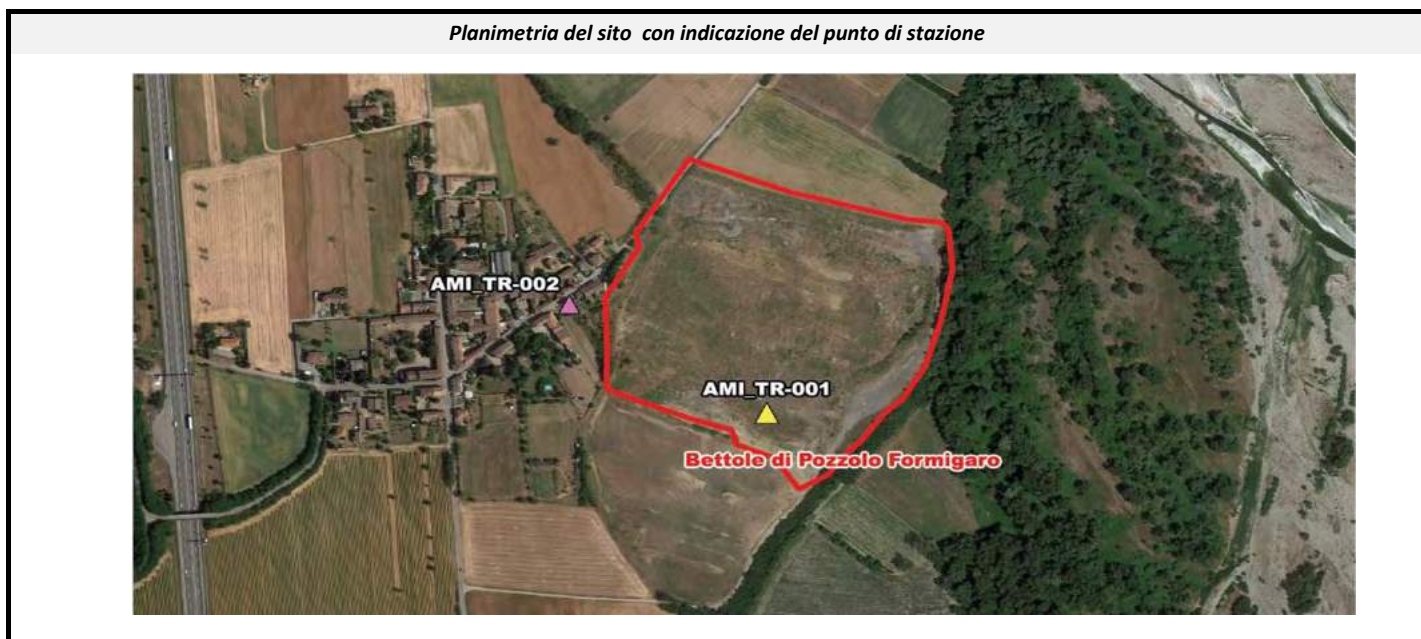 Planimetria del sito con indicazione del punto di stazione
AMI_TR-002
AMI_TR-001
Bettole di Pozzolo Formigaro